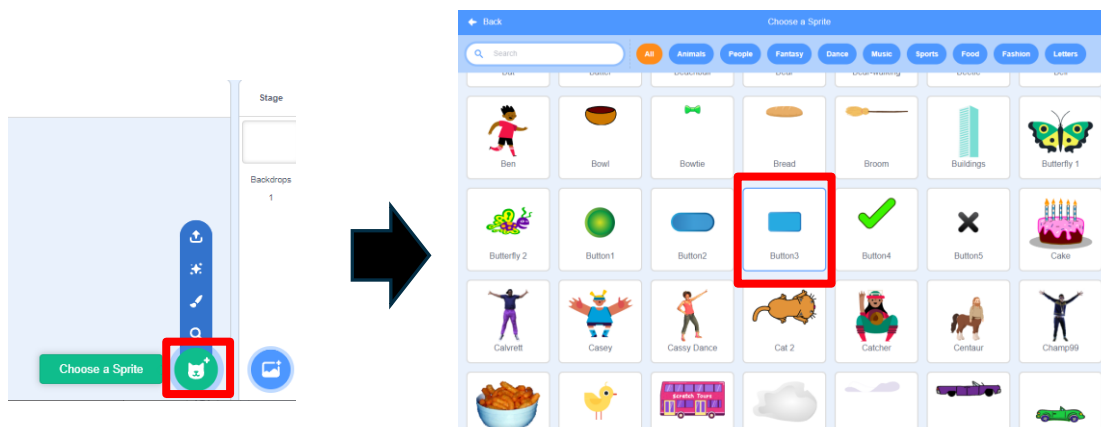 Stage
Backdrops
1
Choose a Sprite
Back
Choose a Sprite
Search
All Animals People Fantasy Dance Music Sports Food Fashion Letters
Ben Bowl Bowtie Bread Broom Buildings Butterfly 1
Butterfly 2 Button1 Button2 Button3 Button4 Button5 Cake
Calvrett Casey Cassy Dance Cat 2 Catcher Centaur Champ99
Scratch Tours